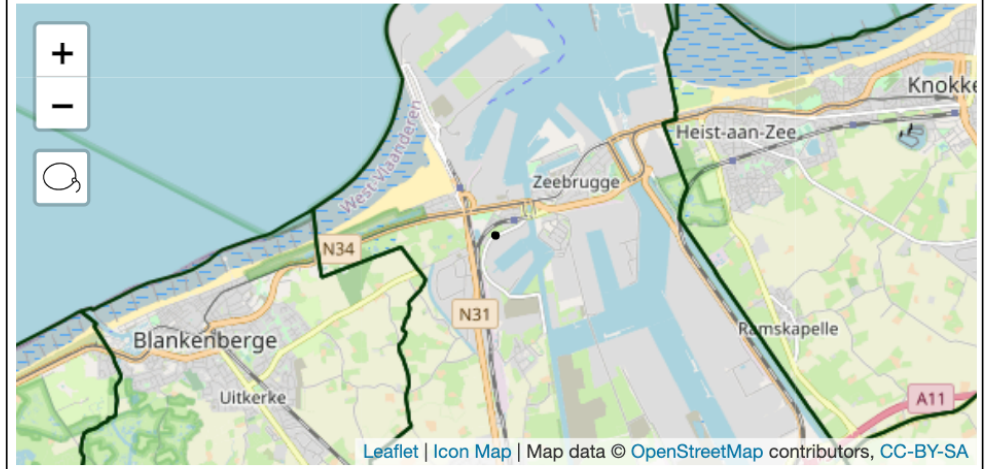 +
−
West-Vlaanderen
Knokke
Heist-aan-Zee
Zeebrugge
N34
N31
Blankenberge
Ramskapelle
Uitkerke
A11
Leaflet | Icon Map | Map data © OpenStreetMap contributors, CC-BY-SA